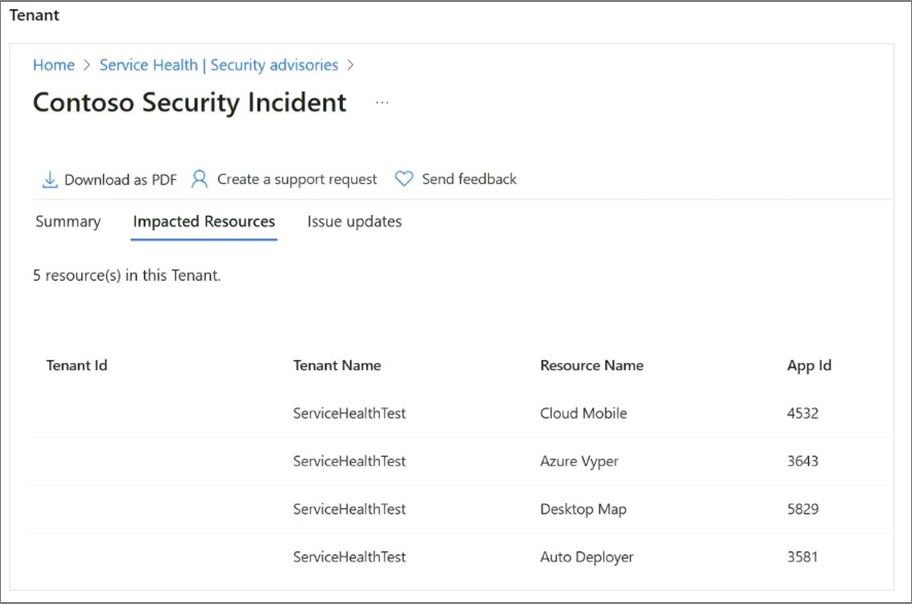 Tenant
Home > Service Health | Security advisories >
Contoso Security Incident ...
Download as PDF Create a support request Send feedback
Summary Impacted Resources Issue updates
5 resource(s) in this Tenant.
Tenant Id Tenant Name Resource Name App Id
ServiceHealthTest Cloud Mobile 4532
ServiceHealthTest Azure Vyper 3643
ServiceHealthTest Desktop Map 5829
ServiceHealthTest Auto Deployer 3581